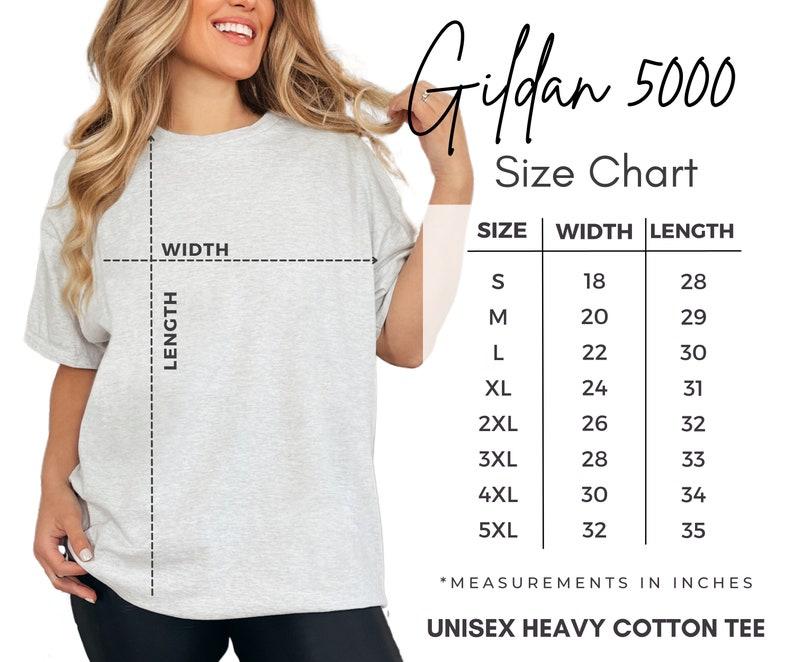 Gildan 5000
Size Chart
SIZE WIDTH LENGTH
S 18 28
M 20 29
L 22 30
XL 24 31
2XL 26 32
3XL 28 33
4XL 30 34
5XL 32 35
*MEASUREMENTS IN INCHES
UNISEX HEAVY COTTON TEE
WIDTH
LENGTH